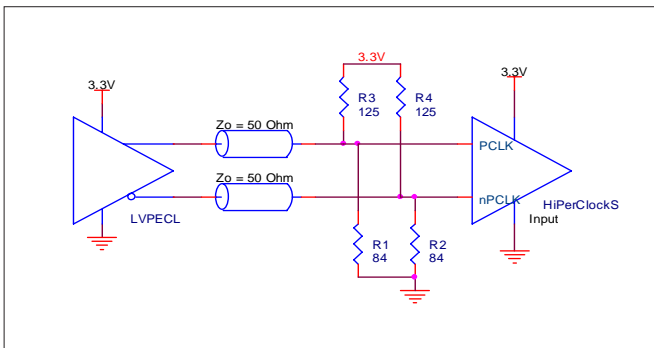 3.3V
3.3V
3.3V
R3
125
R4
125
Zo = 50 Ohm
PCLK
Zo = 50 Ohm
nPCLK
HiPerClockS
Input
LVPECL
R1
84
R2
84